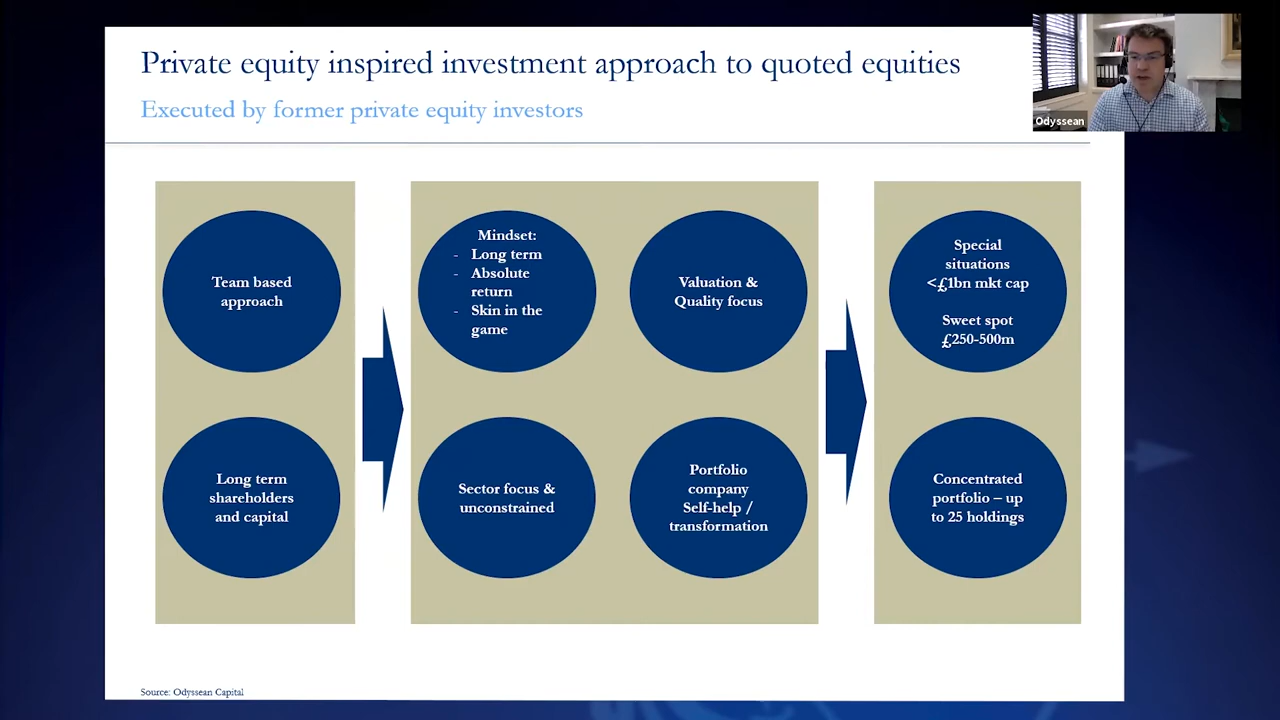 Private equity inspired investment approach to quoted equities
Executed by former private equity investors
Odyssean
Team based
approach
Long term
shareholders
and capital
Mindset:
- Long term
- Absolute
return
- Skin in the
game
Valuation &
Quality focus
Sector focus &
unconstrained
Portfolio
company
Self-help /
transformation
Special
situations
<£1bn mkt cap
Sweet spot
£250-500m
Concentrated
portfolio – up
to 25 holdings
Source: Odyssean Capital